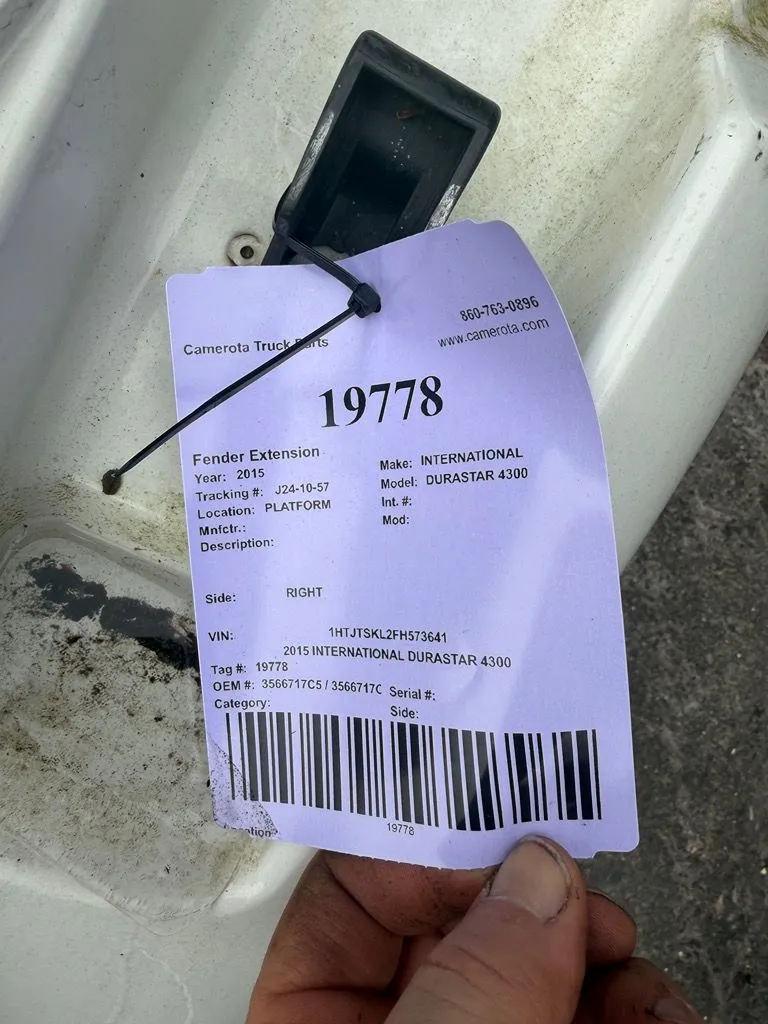 860-763-0896
Camerota Truck Parts
www.camerota.com
19778
Fender Extension
Year: 2015
Tracking #: J24-10-57
Location: PLATFORM
Mnfctr.:
Description:
Make: INTERNATIONAL
Model: DURASTAR 4300
Int. #:
Mod:
Side: RIGHT
VIN: 1HTJTSKL2FH573641
2015 INTERNATIONAL DURASTAR 4300
Tag #: 19778
OEM #: 3566717C5 / 3566717C Serial #:
Category: Side:
19778
Location